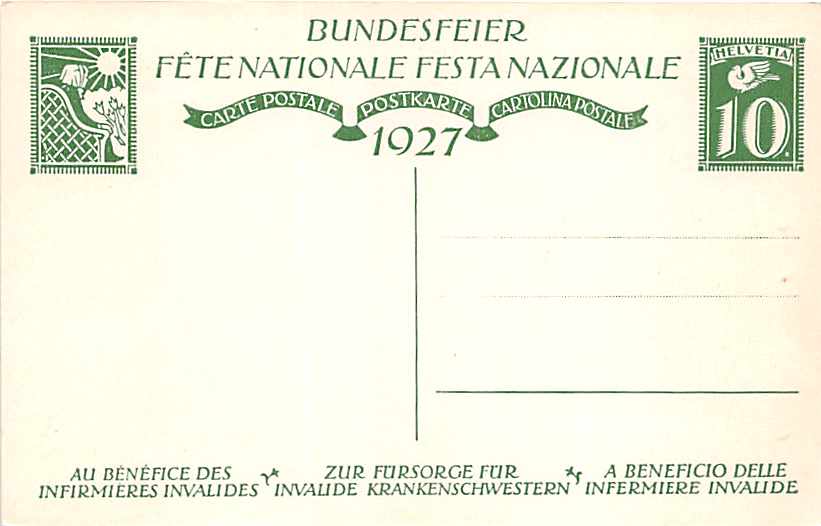 BUNDESFEIER
FÊTE NATIONALE FESTA NAZIONALE
CARTE POSTALE POSTKARTE CARTOLINA POSTALE
1927
HELVETIA
10
AU BÉNÉFICE DES
INFIRMIÈRES INVALIDES
ZUR FÜRSORGE FÜR
INVALIDE KRANKENSCHWESTERN
A BENEFICIO DELLE
INFERMIERE INVALIDE